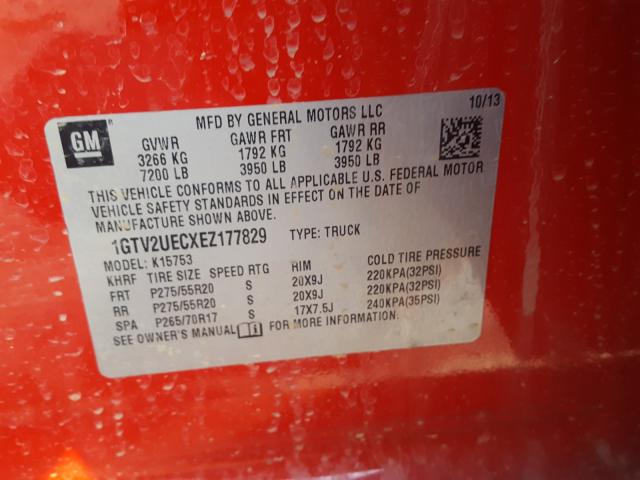 MFD BY GENERAL MOTORS LLC 10/13
GM
GVWR GAWR FRT GAWR RR
3266 KG 1792 KG 1792 KG
7200 LB 3950 LB 3950 LB
THIS VEHICLE CONFORMS TO ALL APPLICABLE U.S. FEDERAL MOTOR
VEHICLE SAFETY STANDARDS IN EFFECT ON THE DATE OF
MANUFACTURE SHOWN ABOVE.
1GTV2UECXEZ177829 TYPE: TRUCK
MODEL: K15753
KHRF TIRE SIZE SPEED RTG RIM COLD TIRE PRESSURE
FRT P275/55R20 S 20X9J 220KPA(32PSI)
RR P275/55R20 S 20X9J 220KPA(32PSI)
SPA P265/70R17 S 17X7.5J 240KPA(35PSI)
SEE OWNER'S MANUAL FOR MORE INFORMATION.